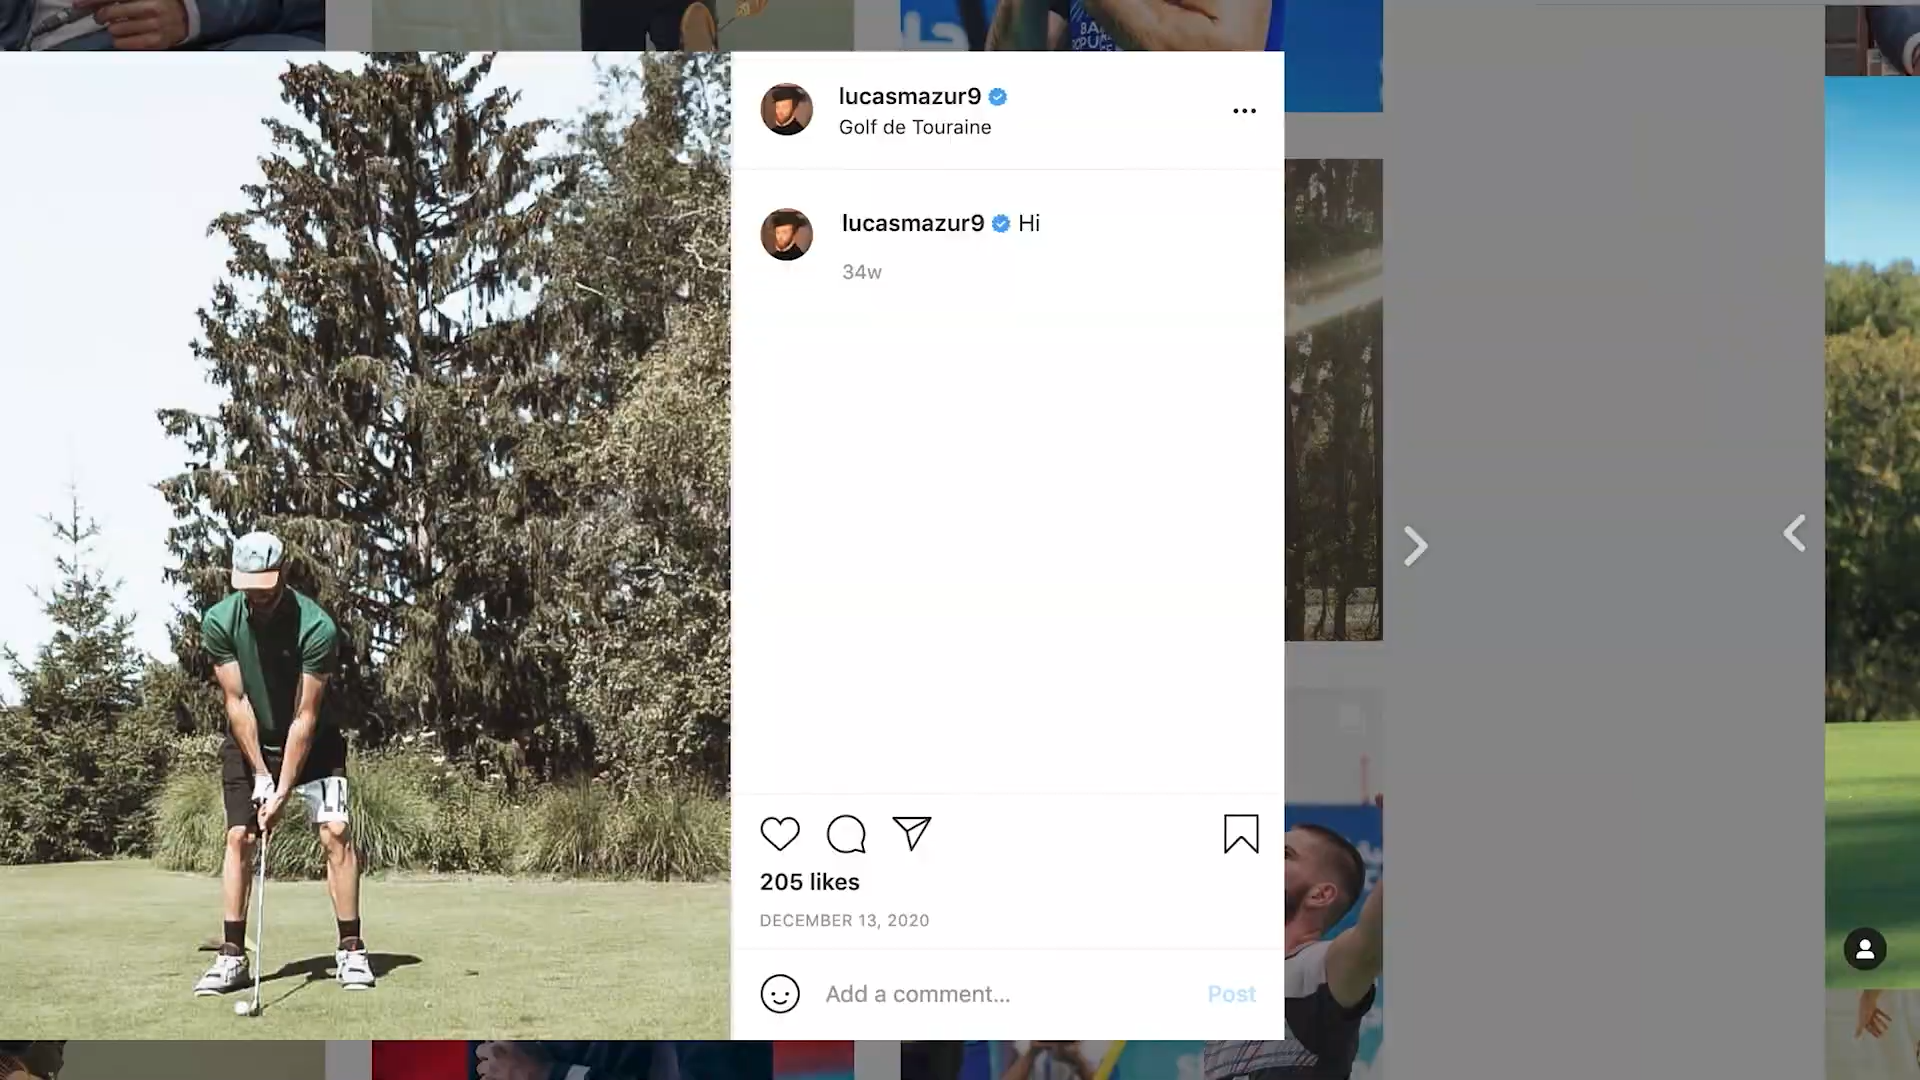 lucasmazur9
Golf de Touraine
lucasmazur9 Hi
34w
205 likes
DECEMBER 13, 2020
Add a comment...
Post